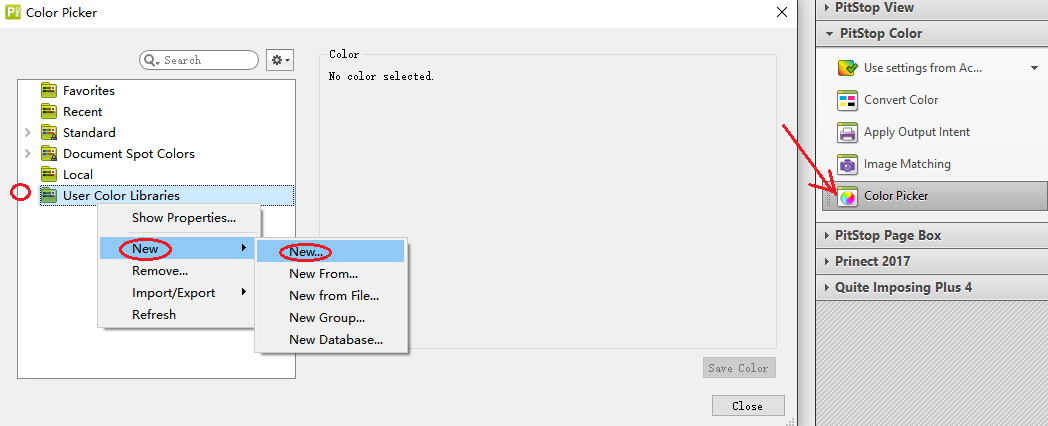 Color Picker
Search
Favorites
Recent
Standard
Document Spot Colors
Local
User Color Libraries
Show Properties...
New
Remove...
Import/Export
Refresh
New...
New From...
New from File...
New Group...
New Database...
Color
No color selected.
Save Color
Close
PitStop View
PitStop Color
Use settings from Ac...
Convert Color
Apply Output Intent
Image Matching
Color Picker
PitStop Page Box
Prinect 2017
Quite Imposing Plus 4